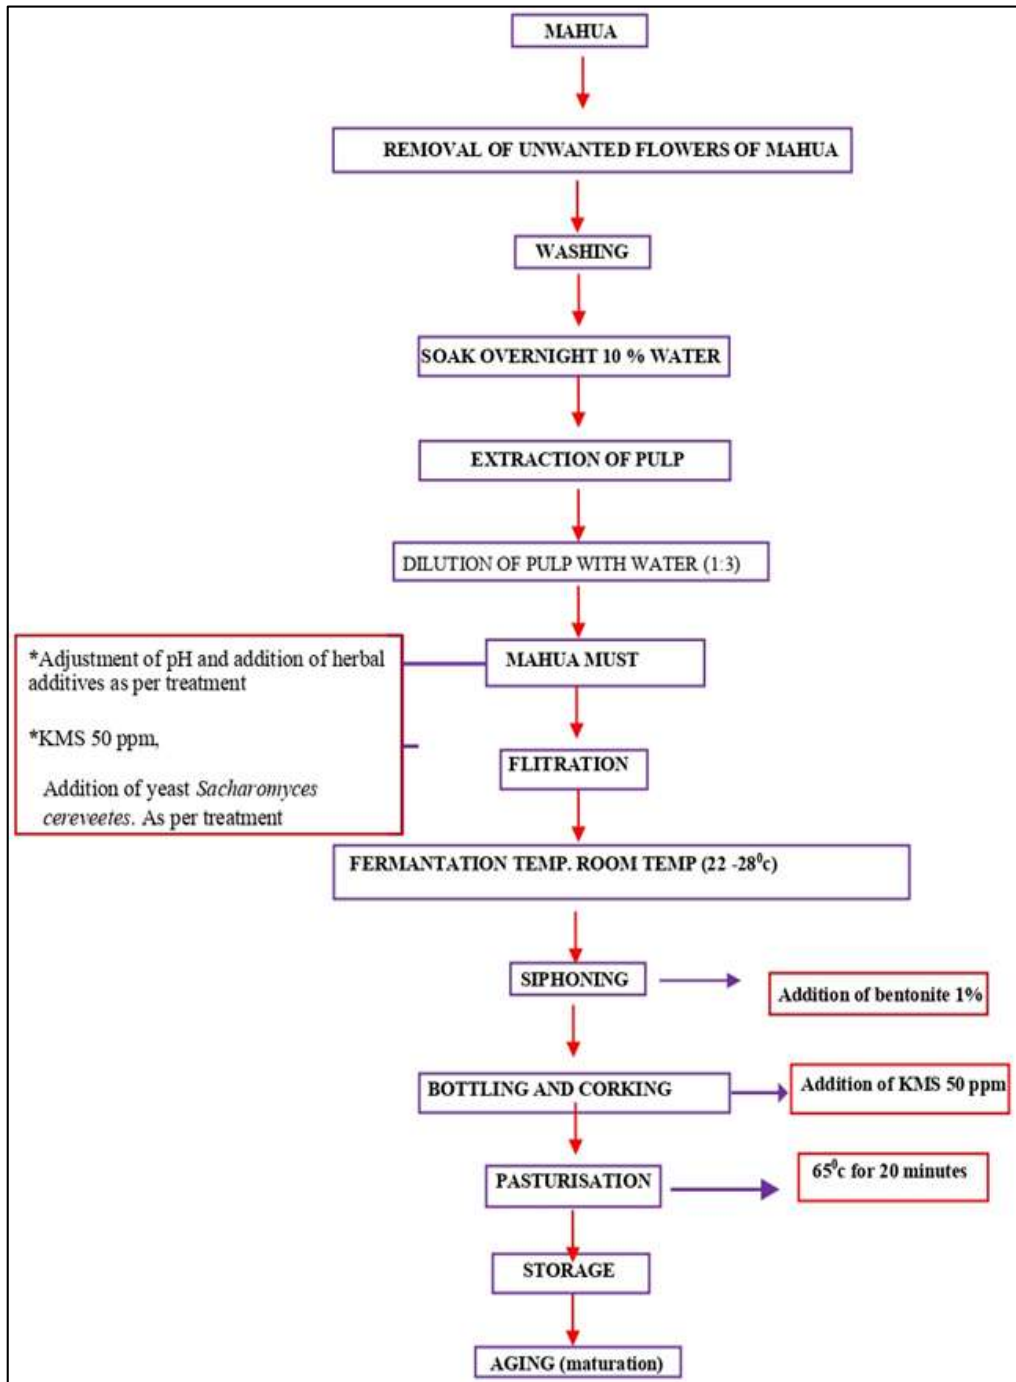 MAHUA
REMOVAL OF UNWANTED FLOWERS OF MAHUA
WASHING
SOAK OVERNIGHT 10 % WATER
EXTRACTION OF PULP
DILUTION OF PULP WITH WATER (1:3)
MAHUA MUST
*Adjustment of pH and addition of herbal
additives as per treatment
*KMS 50 ppm,
Addition of yeast Sacharomyces
cereveetes. As per treatment
FLITRATION
FERMANTATION TEMP. ROOM TEMP (22 -28⁰c)
SIPHONING
Addition of bentonite 1%
BOTTLING AND CORKING
Addition of KMS 50 ppm
PASTURISATION
65⁰c for 20 minutes
STORAGE
AGING (maturation)